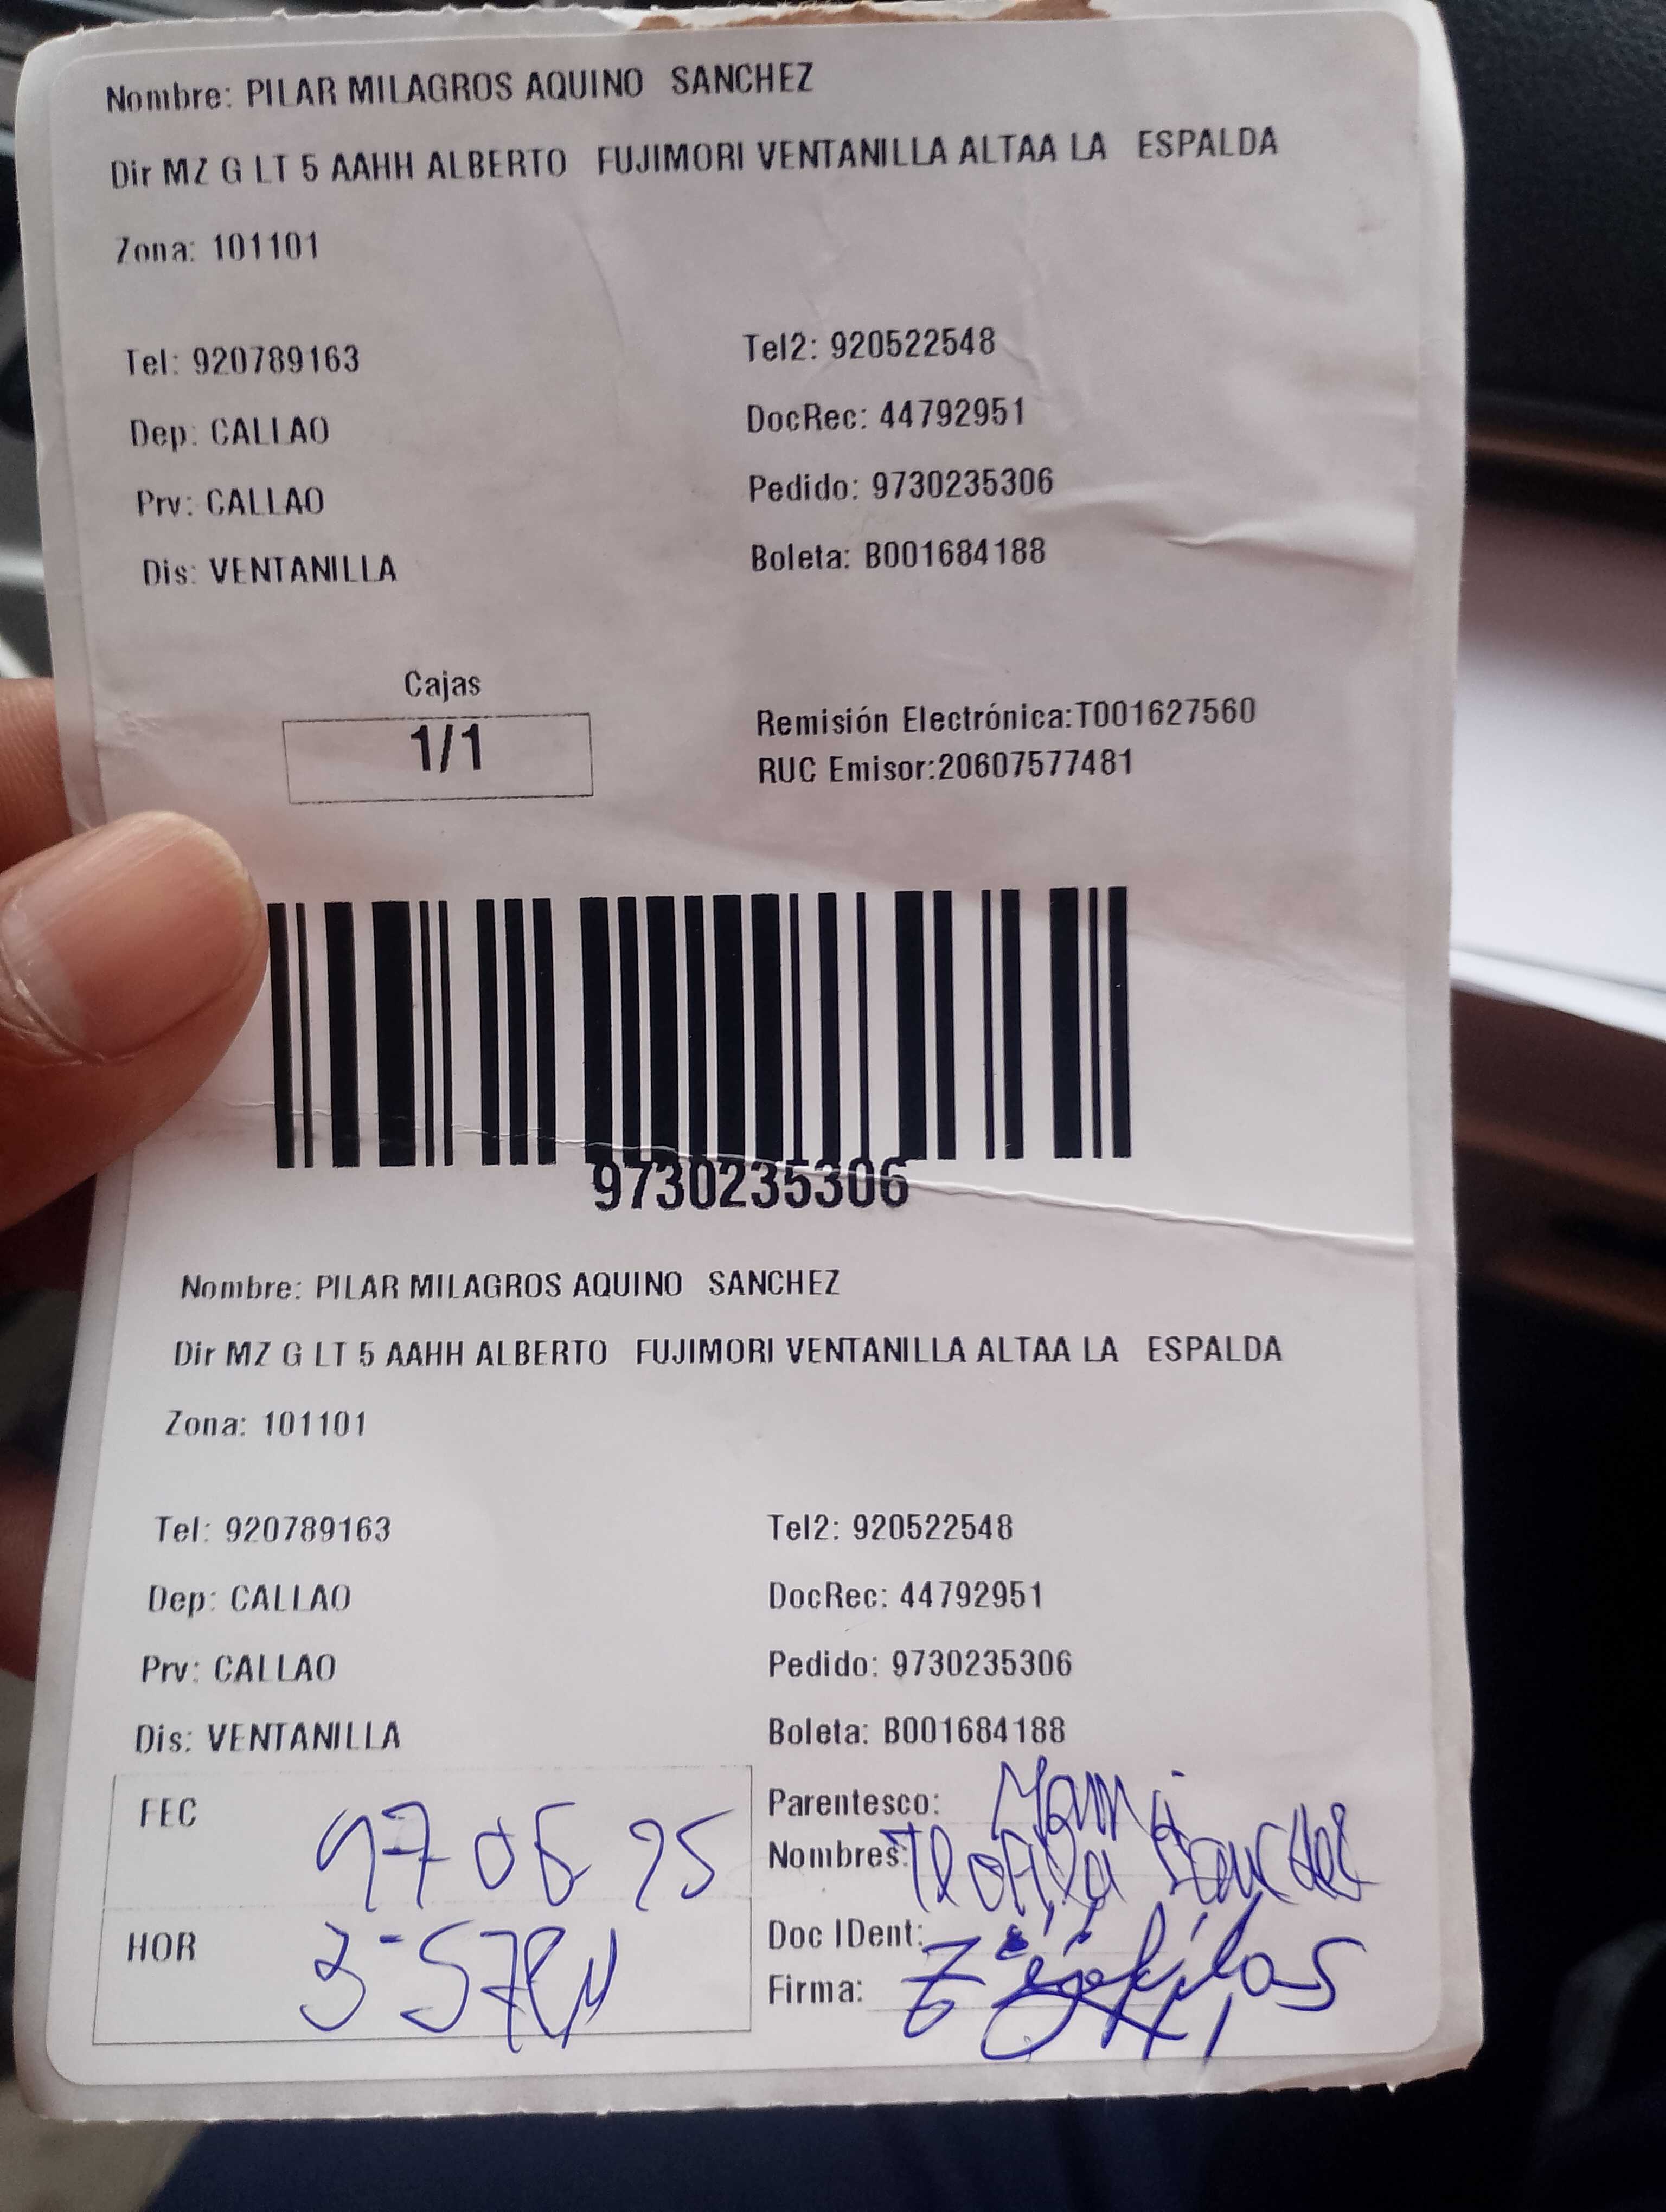 Nombre: PILAR MILAGROS AQUINO SANCHEZ
Dir MZ G LT 5 AAHH ALBERTO FUJIMORI VENTANILLA ALTAA LA ESPALDA
Zona: 101101
Tel: 920789163 Tel2: 920522548
Dep: CALLAO DocRec: 44792951
Prv: CALLAO Pedido: 9730235306
Dis: VENTANILLA Boleta: B001684188
Cajas
1/1
Remisión Electrónica:T001627560
RUC Emisor:20607577481
9730235306
Nombre: PILAR MILAGROS AQUINO SANCHEZ
Dir MZ G LT 5 AAHH ALBERTO FUJIMORI VENTANILLA ALTAA LA ESPALDA
Zona: 101101
Tel: 920789163 Tel2: 920522548
Dep: CALLAO DocRec: 44792951
Prv: CALLAO Pedido: 9730235306
Dis: VENTANILLA Boleta: B001684188
FEC
Parentesco:
Nombres:
HOR
Doc IDent:
Firma: